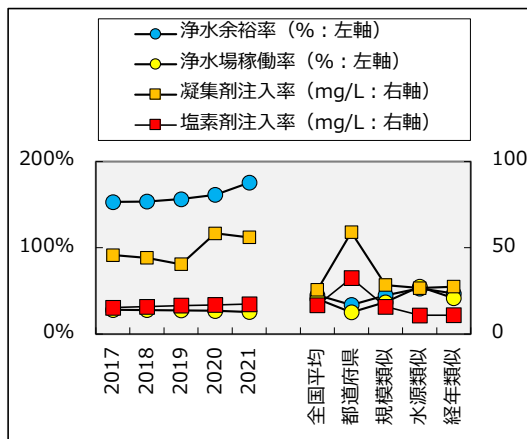 浄水余裕率（％：左軸）
浄水場稼働率（％：左軸）
凝集剤注入率（mg/L：右軸）
塩素剤注入率（mg/L：右軸）
200%
100
100%
50
0%
0
2017
2018
2019
2020
2021
全国平均
都道府県
規模類似
水源類似
経年類似